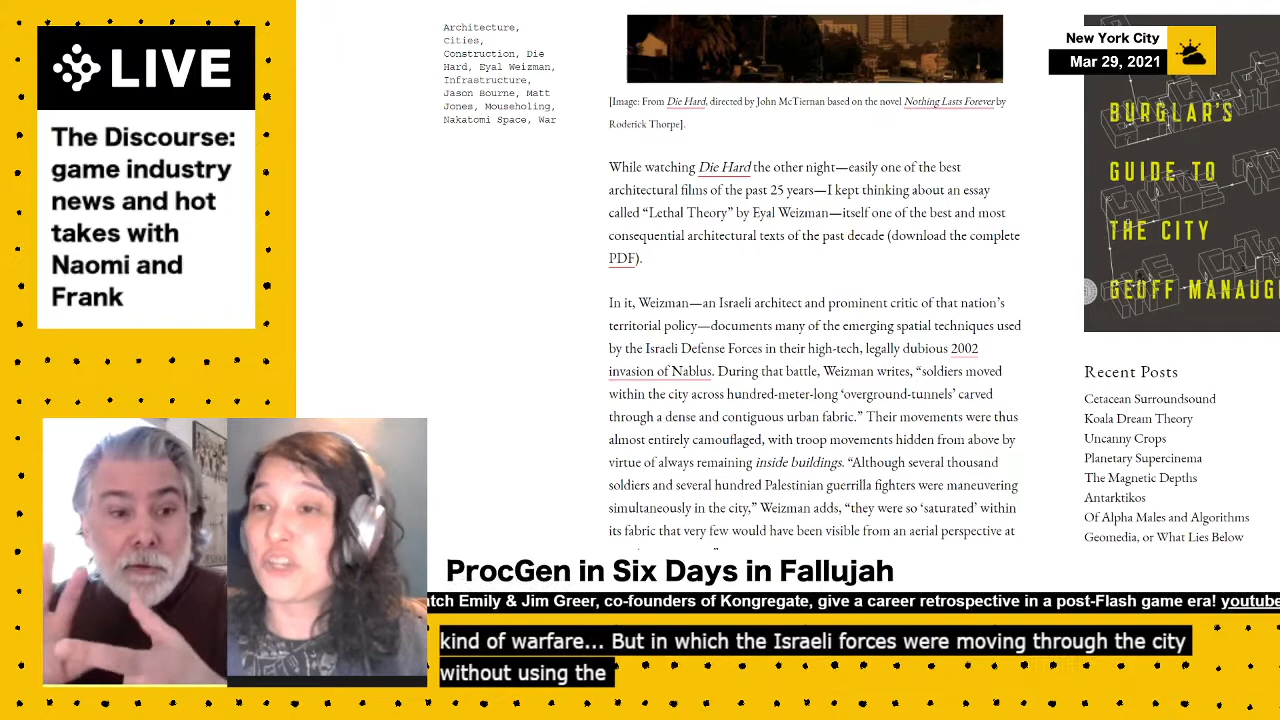 LIVE
The Discourse:
game industry
news and hot
takes with
Naomi and
Frank
Architecture,
Cities,
Construction, Die
Hard, Eyal Weizman,
Infrastructure,
Jason Bourne, Matt
Jones, Mouseholing,
Nakatomi Space, War
[Image: From Die Hard, directed by John McTiernan based on the novel Nothing Lasts Forever by
Roderick Thorpe].
While watching Die Hard the other night—easily one of the best
architectural films of the past 25 years—I kept thinking about an essay
called “Lethal Theory” by Eyal Weizman—itself one of the best and most
consequential architectural texts of the past decade (download the complete
PDF).
In it, Weizman—an Israeli architect and prominent critic of that nation’s
territorial policy—documents many of the emerging spatial techniques used
by the Israeli Defense Forces in their high-tech, legally dubious 2002
invasion of Nablus. During that battle, Weizman writes, “soldiers moved
within the city across hundred-meter-long ‘overground-tunnels’ carved
through a dense and contiguous urban fabric.” Their movements were thus
almost entirely camouflaged, with troop movements hidden from above by
virtue of always remaining inside buildings. “Although several thousand
soldiers and several hundred Palestinian guerrilla fighters were maneuvering
simultaneously in the city,” Weizman adds, “they were so ‘saturated’ within
its fabric that very few would have been visible from an aerial perspective at
New York City
Mar 29, 2021
BURGLAR'S
GUIDE TO
THE CITY
GEOFF MANAUG
Recent Posts
Cetacean Surroundsound
Koala Dream Theory
Uncanny Crops
Planetary Supercinema
The Magnetic Depths
Antarktikos
Of Alpha Males and Algorithms
Geomedia, or What Lies Below
ProcGen in Six Days in Fallujah
atch Emily & Jim Greer, co-founders of Kongregate, give a career retrospective in a post-Flash game era! youtube
kind of warfare... But in which the Israeli forces were moving through the city
without using the